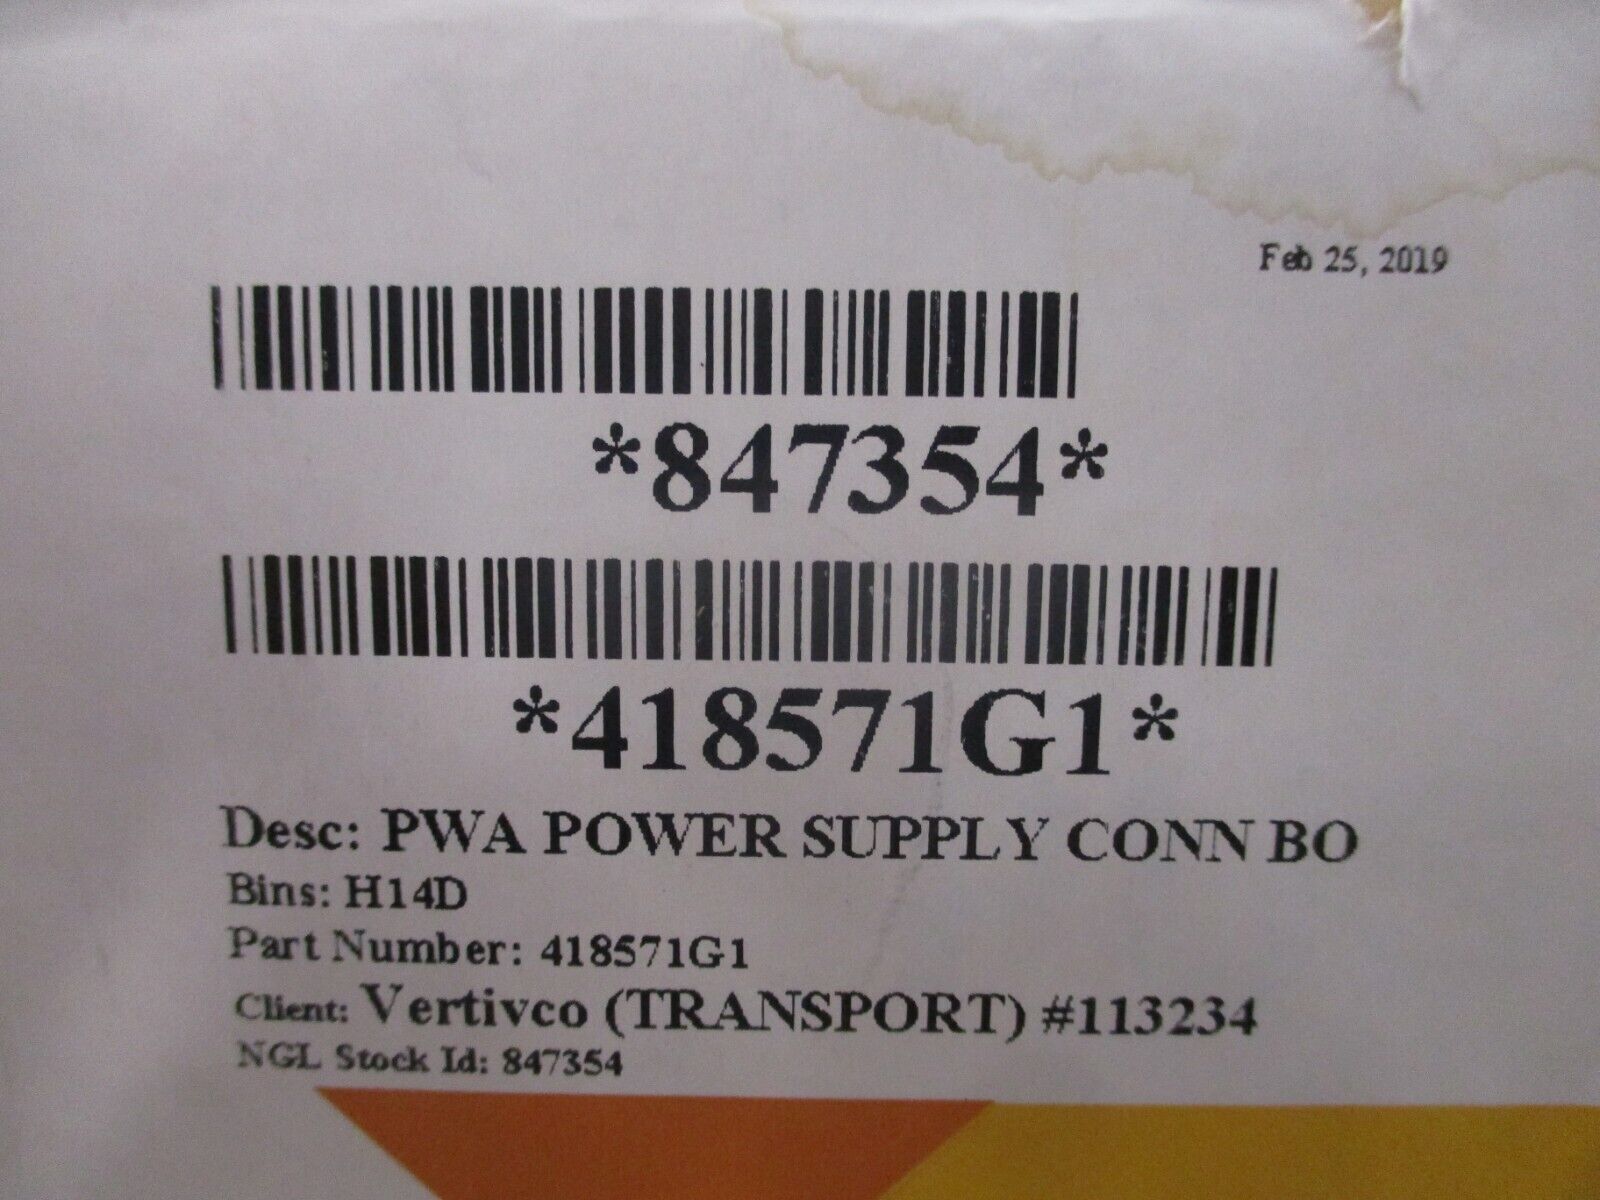 Feb 25, 2019
*847354*
*418571G1*
Desc: PWA POWER SUPPLY CONN BO
Bins: H14D
Part Number: 418571G1
Client: Vertivco (TRANSPORT) #113234
NGL Stock Id: 847354